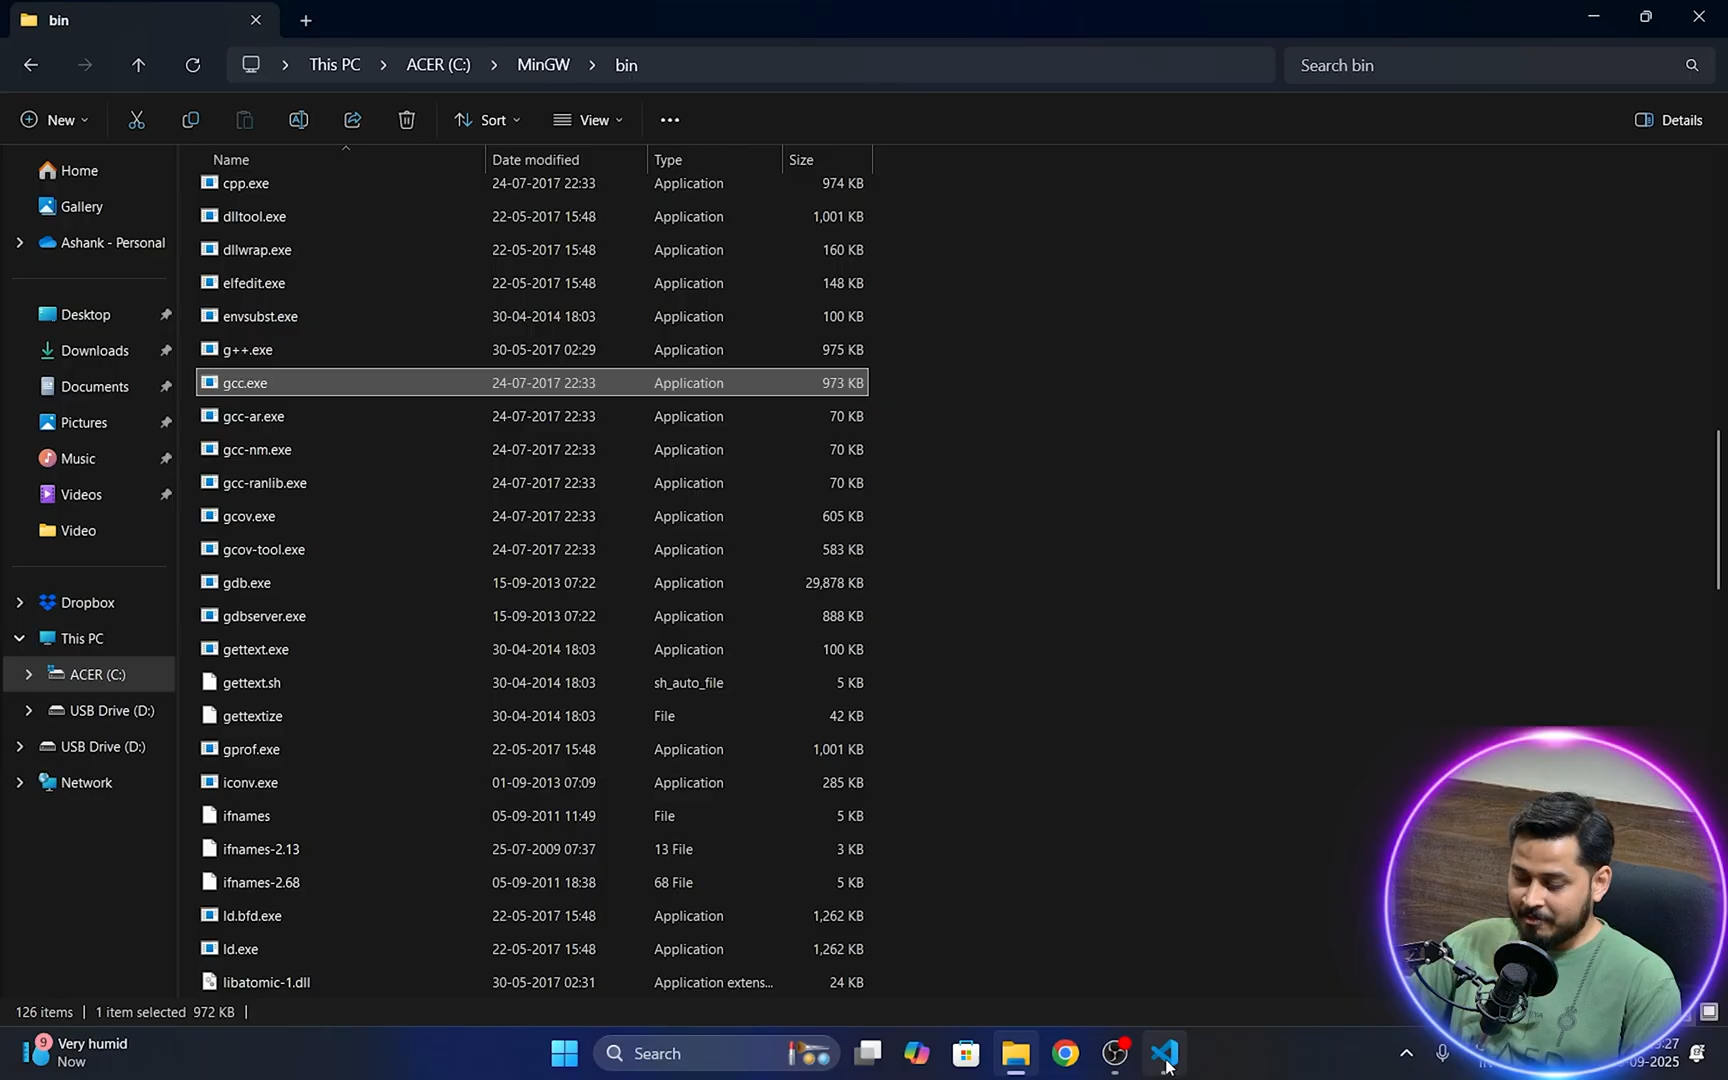 bin
This PC
ACER (C:)
MinGW
bin
Search bin
New
Sort
View
Details
Name
Date modified
Type
Size
Home
Gallery
Ashank - Personal
Desktop
Downloads
Documents
Pictures
Music
Videos
Video
Dropbox
This PC
ACER (C:)
USB Drive (D:)
USB Drive (D:)
Network
cpp.exe 24-07-2017 22:33 Application 974 KB
dlltool.exe 22-05-2017 15:48 Application 1,001 KB
dllwrap.exe 22-05-2017 15:48 Application 160 KB
elfedit.exe 22-05-2017 15:48 Application 148 KB
envsubst.exe 30-04-2014 18:03 Application 100 KB
g++.exe 30-05-2017 02:29 Application 975 KB
gcc.exe 24-07-2017 22:33 Application 973 KB
gcc-ar.exe 24-07-2017 22:33 Application 70 KB
gcc-nm.exe 24-07-2017 22:33 Application 70 KB
gcc-ranlib.exe 24-07-2017 22:33 Application 70 KB
gcov.exe 24-07-2017 22:33 Application 605 KB
gcov-tool.exe 24-07-2017 22:33 Application 583 KB
gdb.exe 15-09-2013 07:22 Application 29,878 KB
gdbserver.exe 15-09-2013 07:22 Application 888 KB
gettext.exe 30-04-2014 18:03 Application 100 KB
gettext.sh 30-04-2014 18:03 sh_auto_file 5 KB
gettextize 30-04-2014 18:03 File 42 KB
gprof.exe 22-05-2017 15:48 Application 1,001 KB
iconv.exe 01-09-2013 07:09 Application 285 KB
ifnames 05-09-2011 11:49 File 5 KB
ifnames-2.13 25-07-2009 07:37 13 File 3 KB
ifnames-2.68 05-09-2011 18:38 68 File 5 KB
ld.bfd.exe 22-05-2017 15:48 Application 1,262 KB
ld.exe 22-05-2017 15:48 Application 1,262 KB
libatomic-1.dll 30-05-2017 02:31 Application extens... 24 KB
126 items
1 item selected 972 KB
9
Very humid
Now
Search